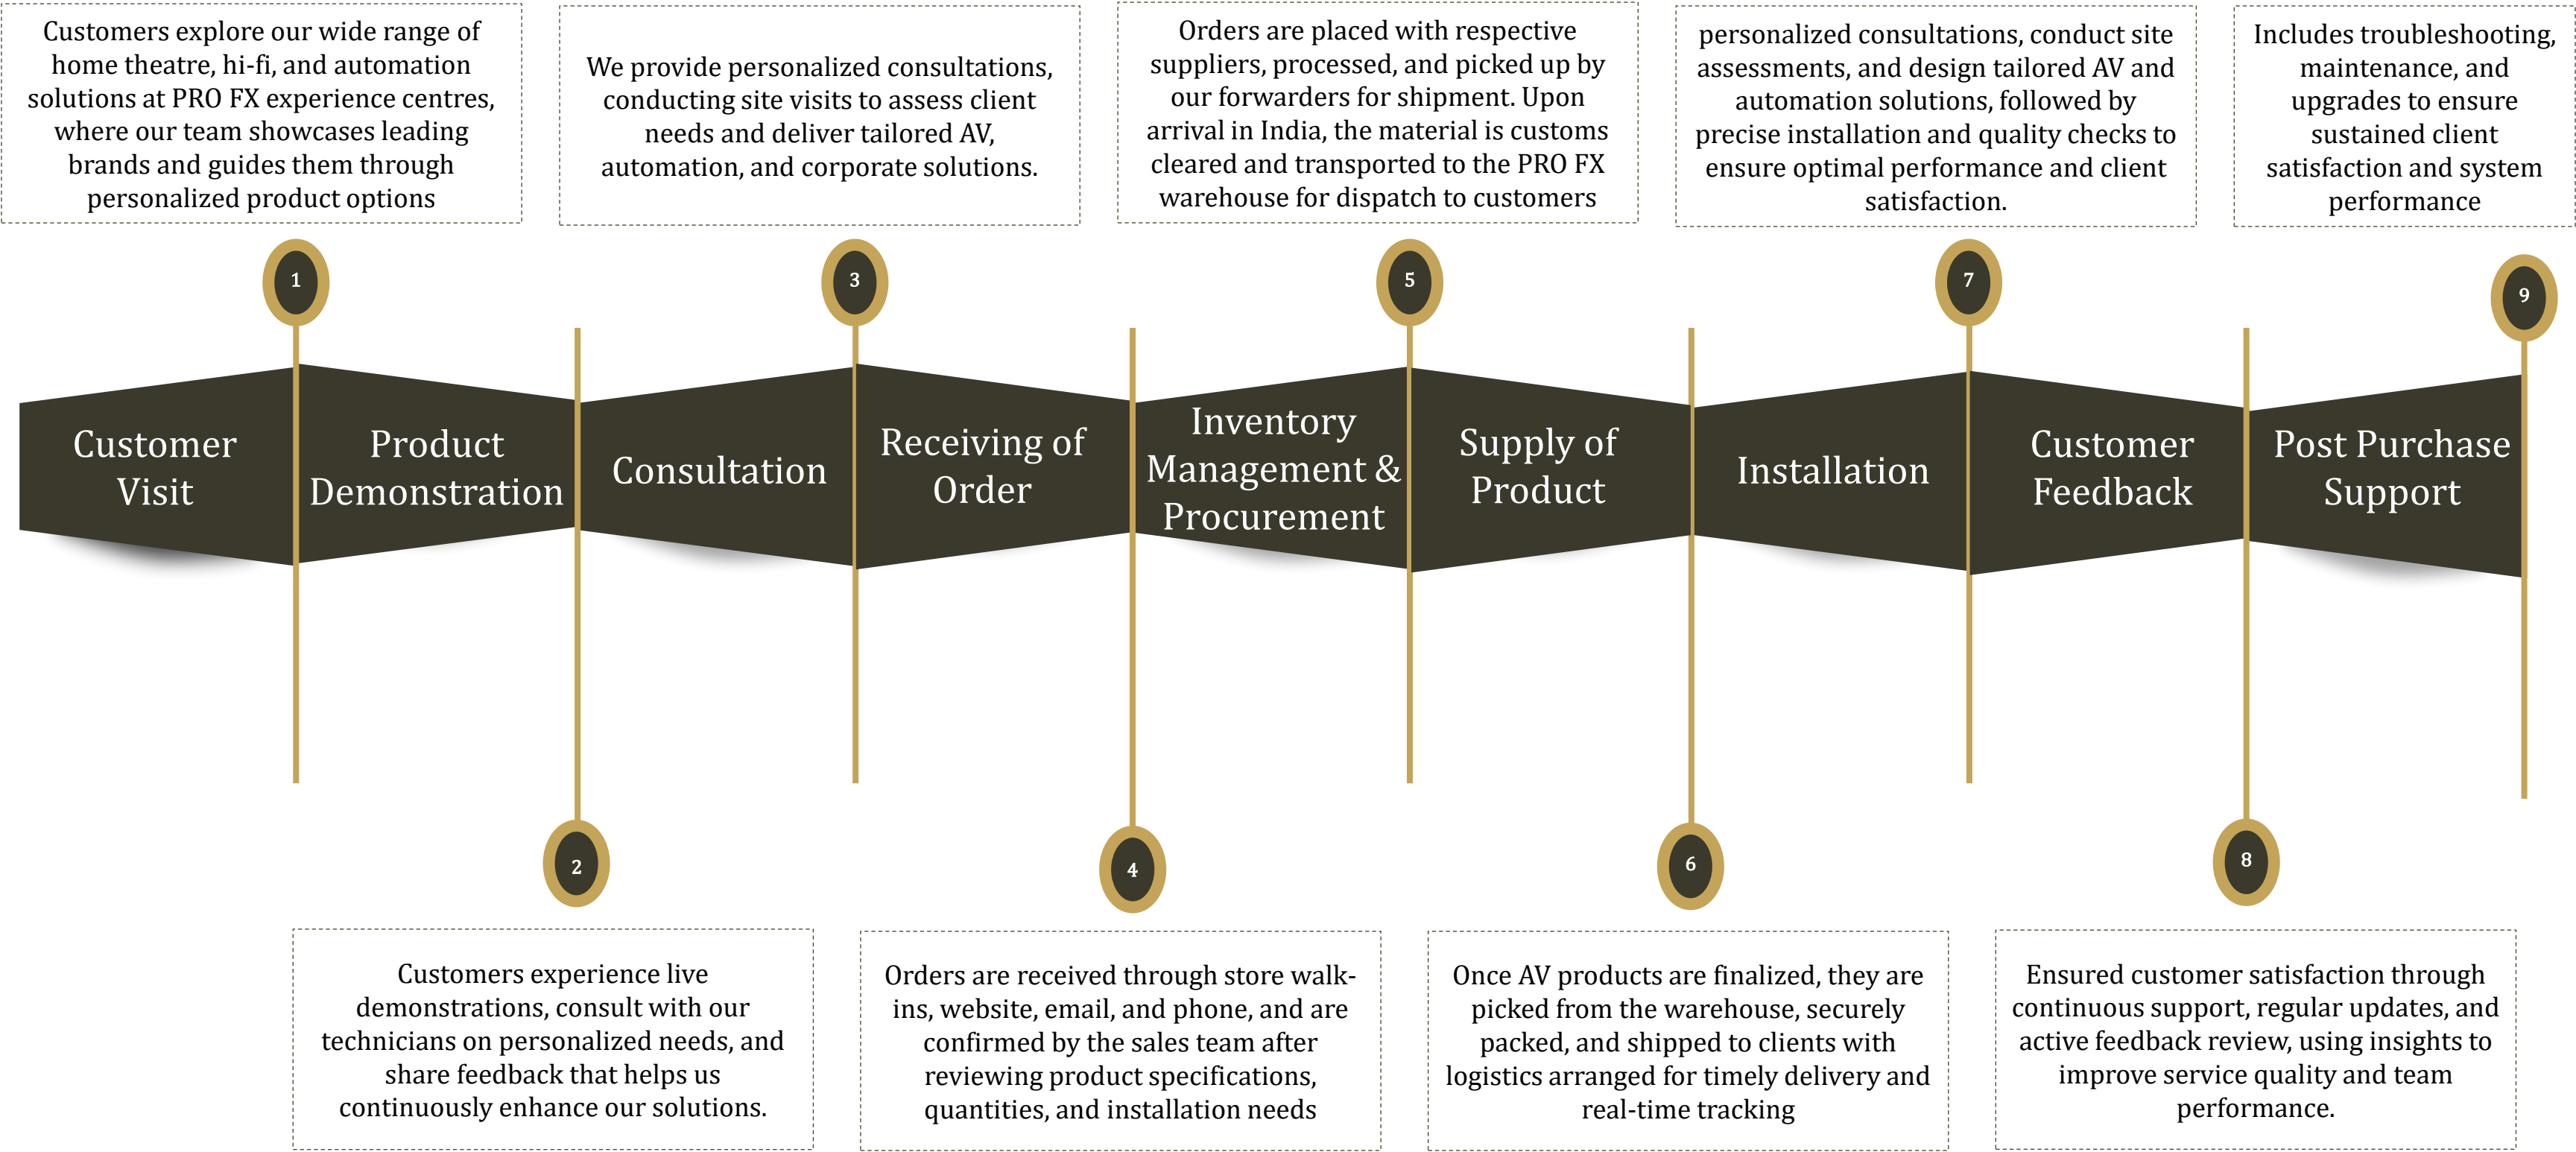 Customers explore our wide range of
home theatre, hi-fi, and automation
solutions at PRO FX experience centres,
where our team showcases leading
brands and guides them through
personalized product options
We provide personalized consultations,
conducting site visits to assess client
needs and deliver tailored AV,
automation, and corporate solutions.
Orders are placed with respective
suppliers, processed, and picked up by
our forwarders for shipment. Upon
arrival in India, the material is customs
cleared and transported to the PRO FX
warehouse for dispatch to customers
personalized consultations, conduct site
assessments, and design tailored AV and
automation solutions, followed by
precise installation and quality checks to
ensure optimal performance and client
satisfaction.
Includes troubleshooting,
maintenance, and
upgrades to ensure
sustained client
satisfaction and system
performance
1
3
5
7
9
Customer
Visit
Product
Demonstration
Consultation
Receiving of
Order
Inventory
Management &
Procurement
Supply of
Product
Installation
Customer
Feedback
Post Purchase
Support
2
4
6
8
Customers experience live
demonstrations, consult with our
technicians on personalized needs, and
share feedback that helps us
continuously enhance our solutions.
Orders are received through store walk-
ins, website, email, and phone, and are
confirmed by the sales team after
reviewing product specifications,
quantities, and installation needs
Once AV products are finalized, they are
picked from the warehouse, securely
packed, and shipped to clients with
logistics arranged for timely delivery and
real-time tracking
Ensured customer satisfaction through
continuous support, regular updates, and
active feedback review, using insights to
improve service quality and team
performance.